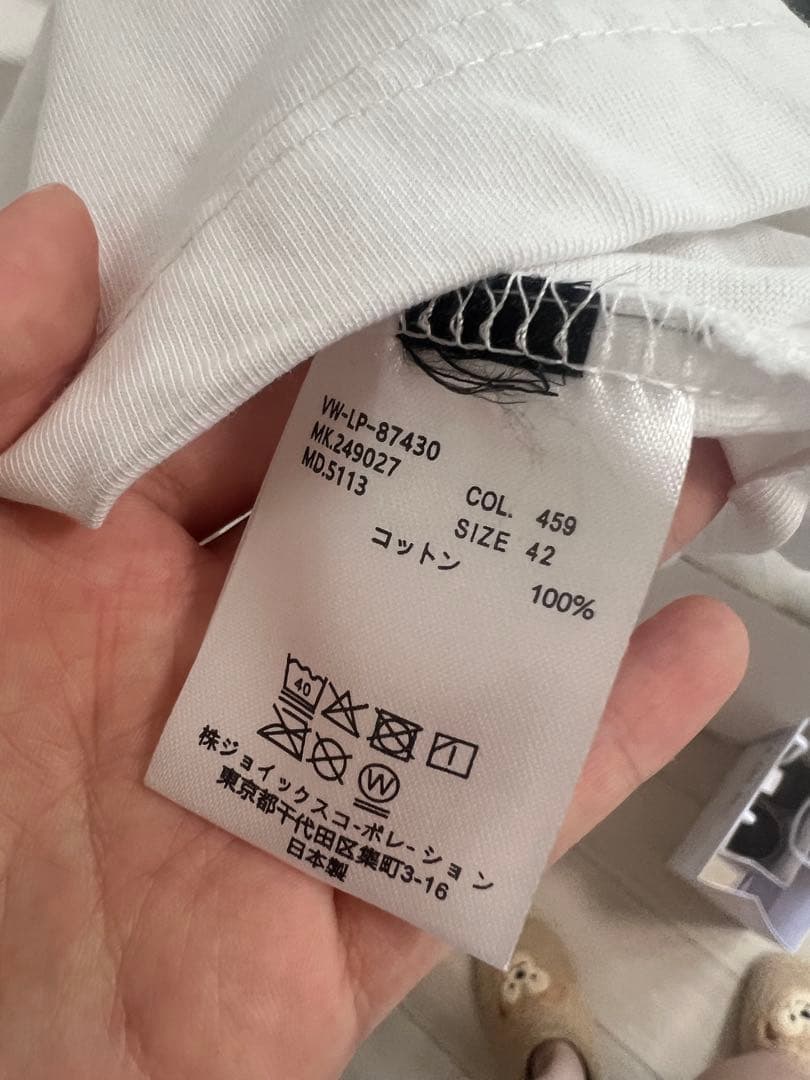 VW-LP-87430
MK.249027
MD.5113
COL. 459
SIZE 42
コットン 100%
40
W
株ジョイックスコーポレーション
東京都千代田区集町3-16
日本製